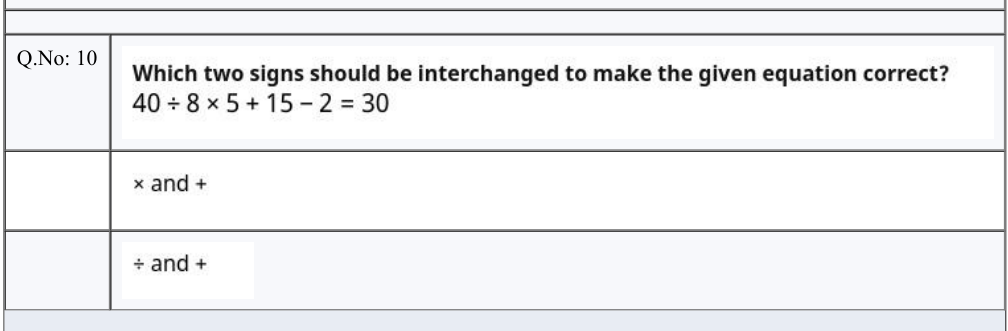 Q.No: 10
Which two signs should be interchanged to make the given equation correct?
40 ÷ 8 × 5 + 15 − 2 = 30
× and +
÷ and +